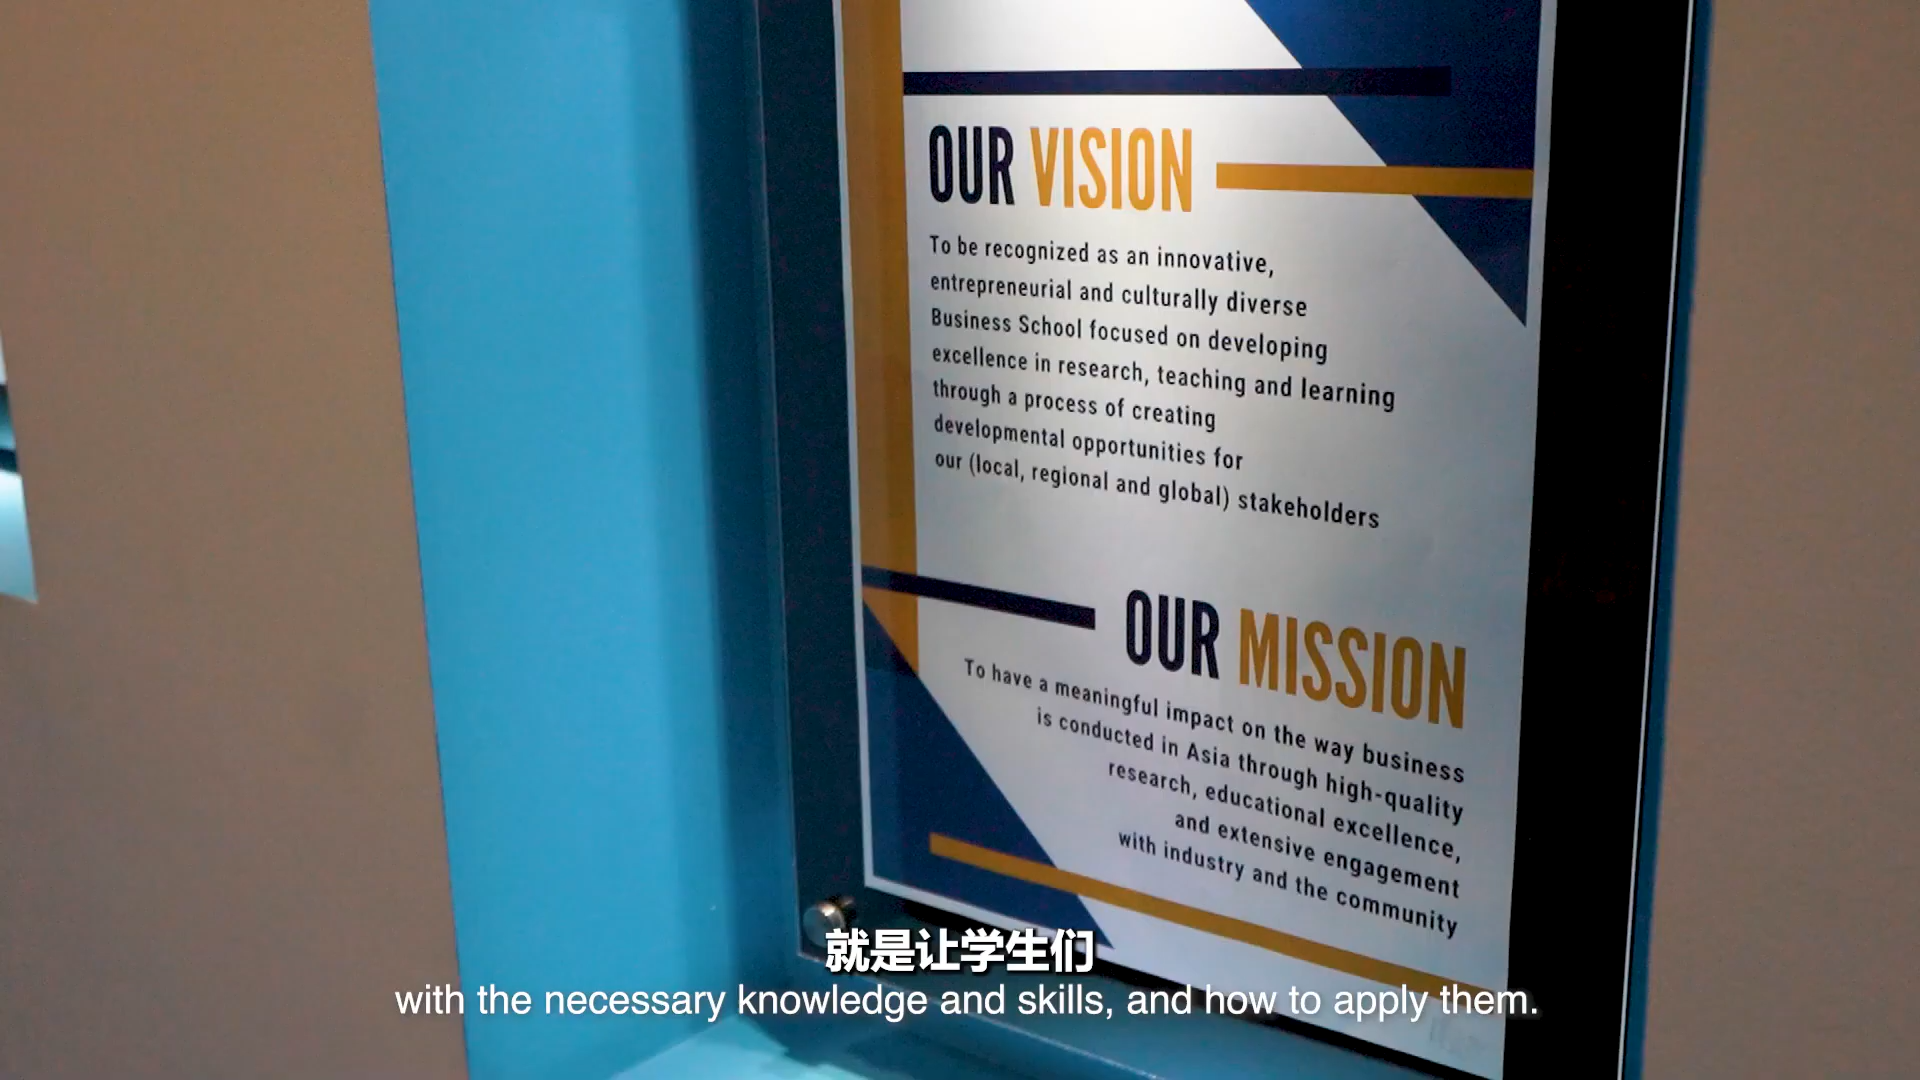 OUR VISION
To be recognized as an innovative,
entrepreneurial and culturally diverse
Business School focused on developing
excellence in research, teaching and learning
through a process of creating
developmental opportunities for
our (local, regional and global) stakeholders
OUR MISSION
To have a meaningful impact on the way business
is conducted in Asia through high-quality
research, educational excellence,
and extensive engagement
with industry and the community
就是让学生们
with the necessary knowledge and skills, and how to apply them.